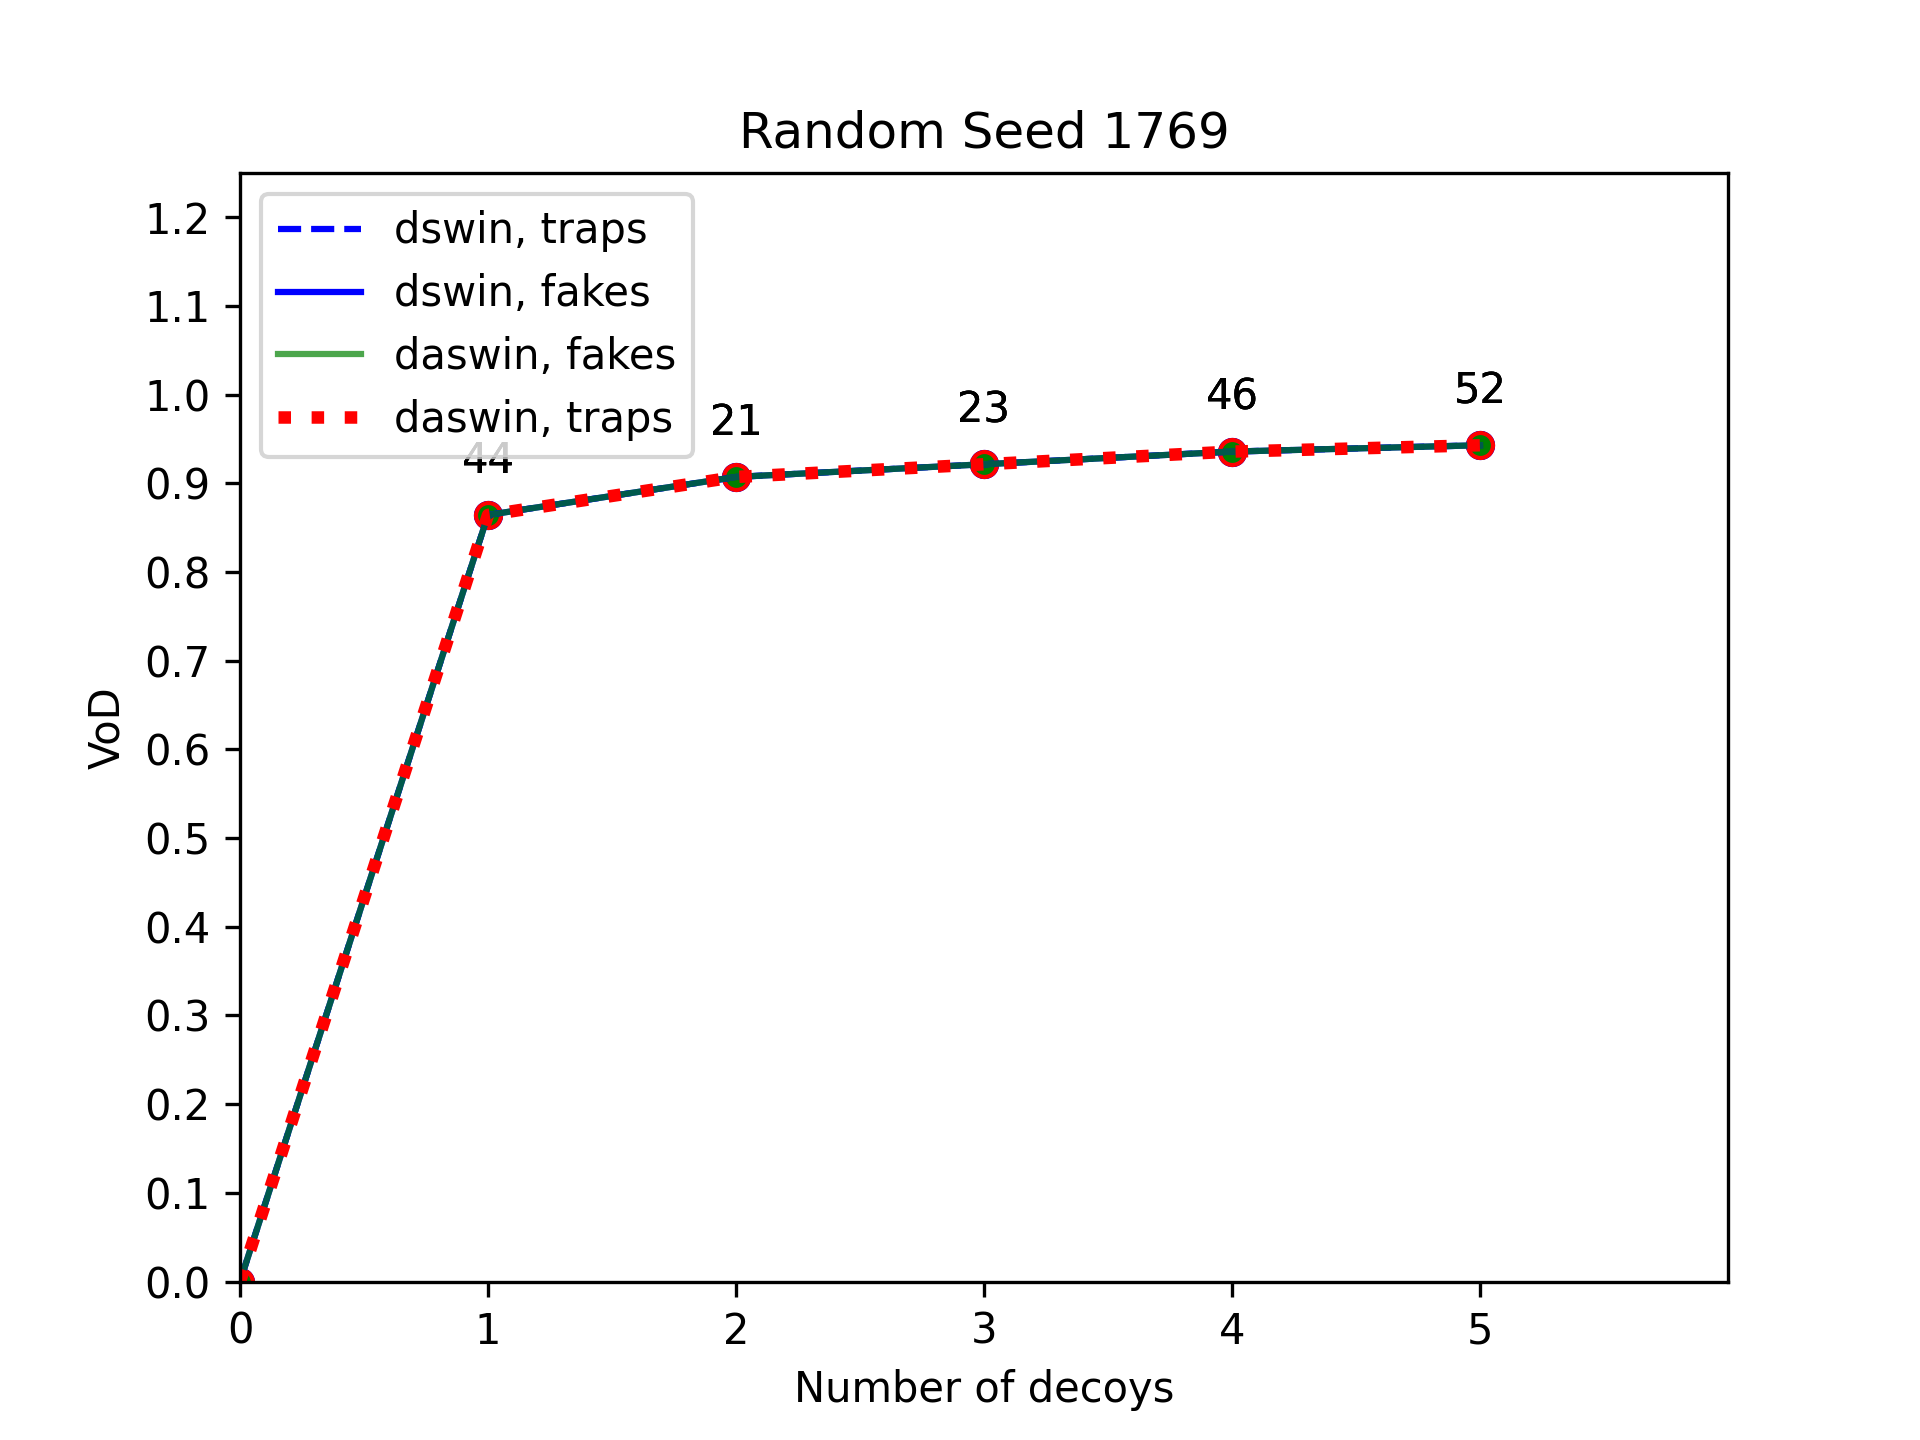 Random Seed 1769
dswin, traps
dswin, fakes
daswin, fakes
daswin, traps
44
21
23
46
52
1.2
1.1
1.0
0.9
0.8
0.7
0.6
0.5
0.4
0.3
0.2
0.1
0.0
VoD
0 1 2 3 4 5
Number of decoys